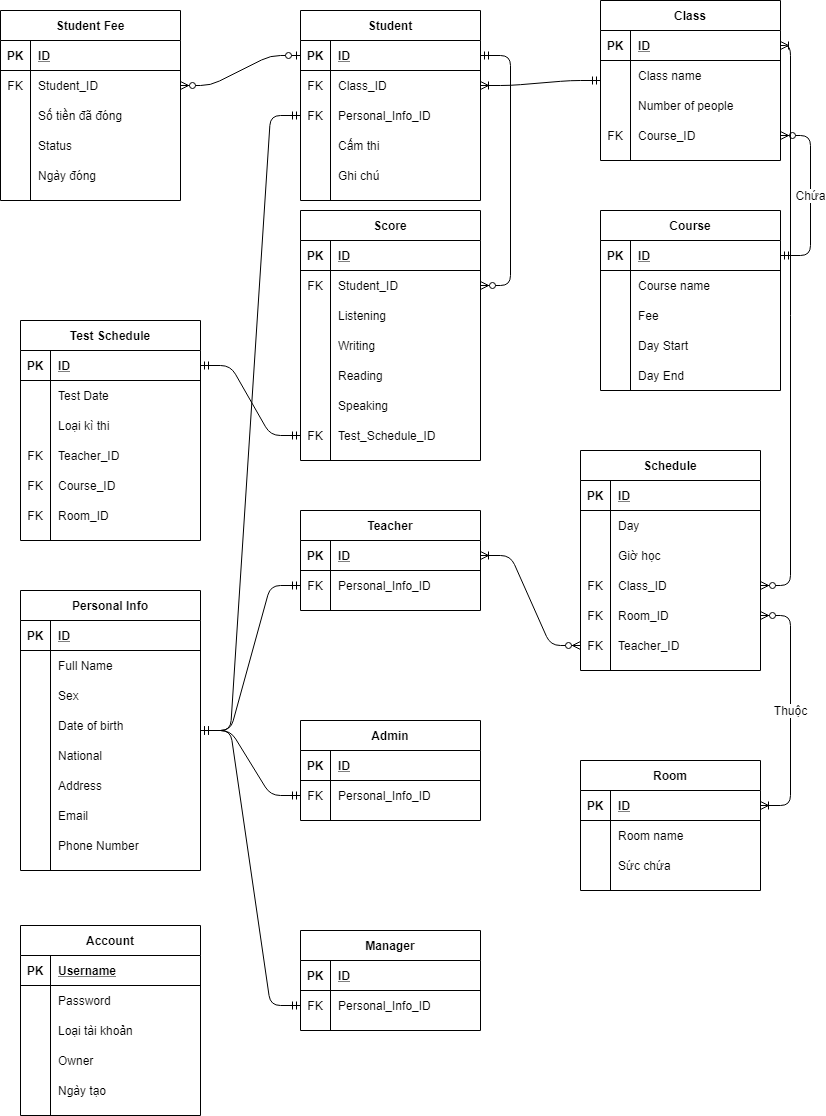 Student Fee
PK ID
FK Student_ID
Số tiền đã đóng
Status
Ngày đóng
Student
PK ID
FK Class_ID
FK Personal_Info_ID
Cấm thi
Ghi chú
Class
PK ID
Class name
Number of people
FK Course_ID
Chứa
Score
PK ID
FK Student_ID
Listening
Writing
Reading
Speaking
FK Test_Schedule_ID
Course
PK ID
Course name
Fee
Day Start
Day End
Test Schedule
PK ID
Test Date
Loại kì thi
FK Teacher_ID
FK Course_ID
FK Room_ID
Schedule
PK ID
Day
Giờ học
FK Class_ID
FK Room_ID
FK Teacher_ID
Teacher
PK ID
FK Personal_Info_ID
Personal Info
PK ID
Full Name
Sex
Date of birth
National
Address
Email
Phone Number
Thuộc
Admin
PK ID
FK Personal_Info_ID
Room
PK ID
Room name
Sức chứa
Account
PK Username
Password
Loại tài khoản
Owner
Ngày tạo
Manager
PK ID
FK Personal_Info_ID